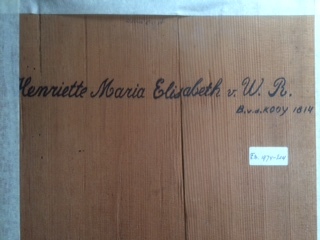 Henriette Maria Elisabeth v. W. R.
B.v.d.KOOY 1814